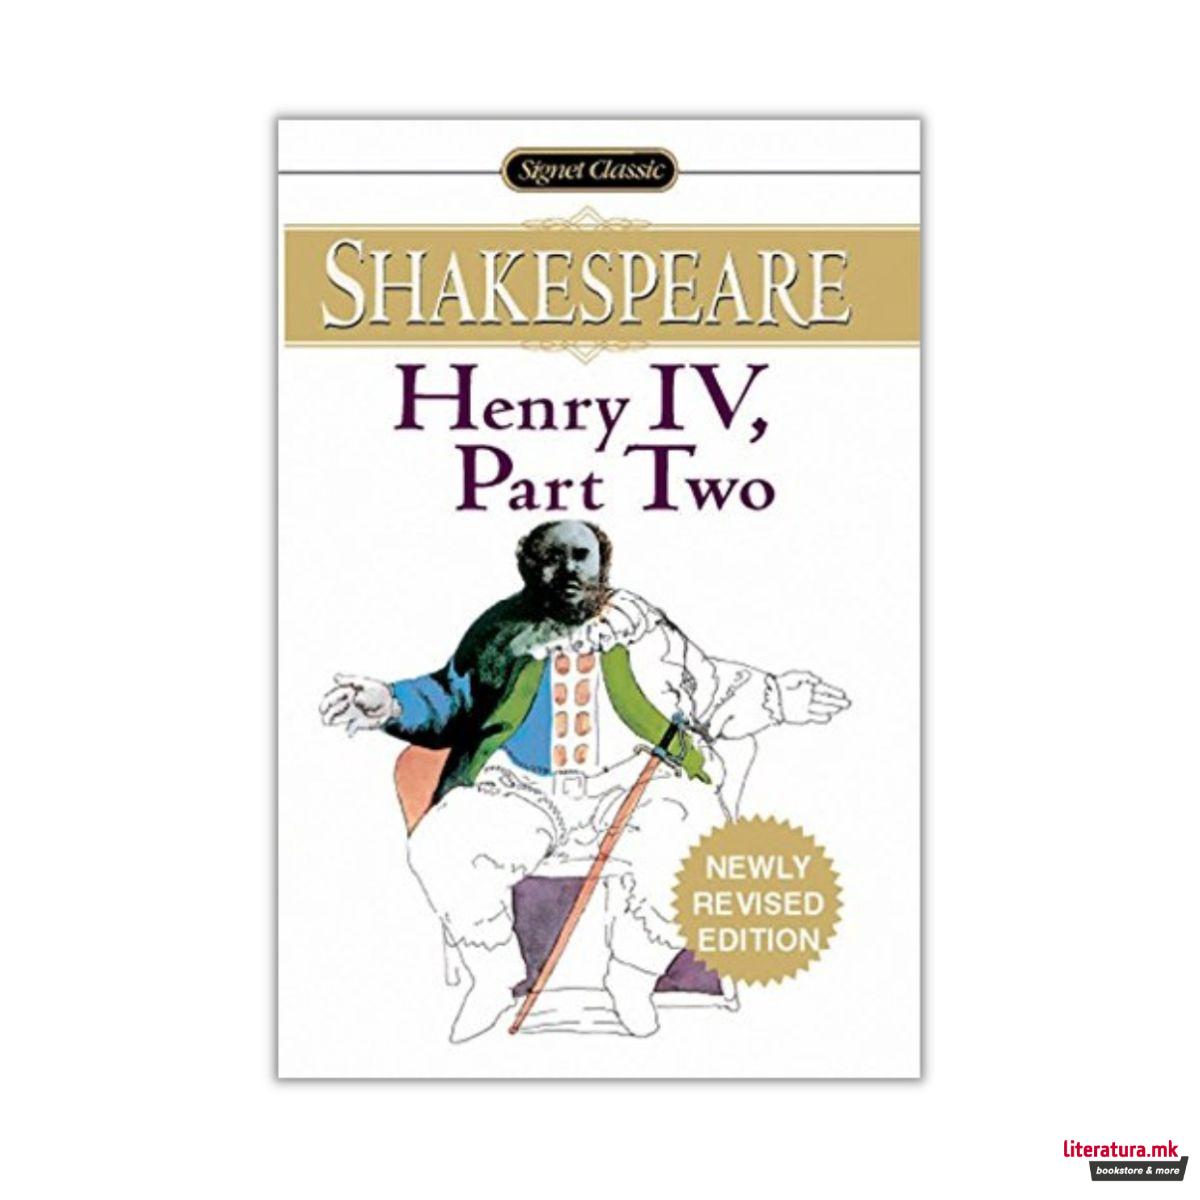 Signet Classic
SHAKESPEARE
Henry IV,
Part Two
NEWLY
REVISED
EDITION
literatura.mk
bookstore & more